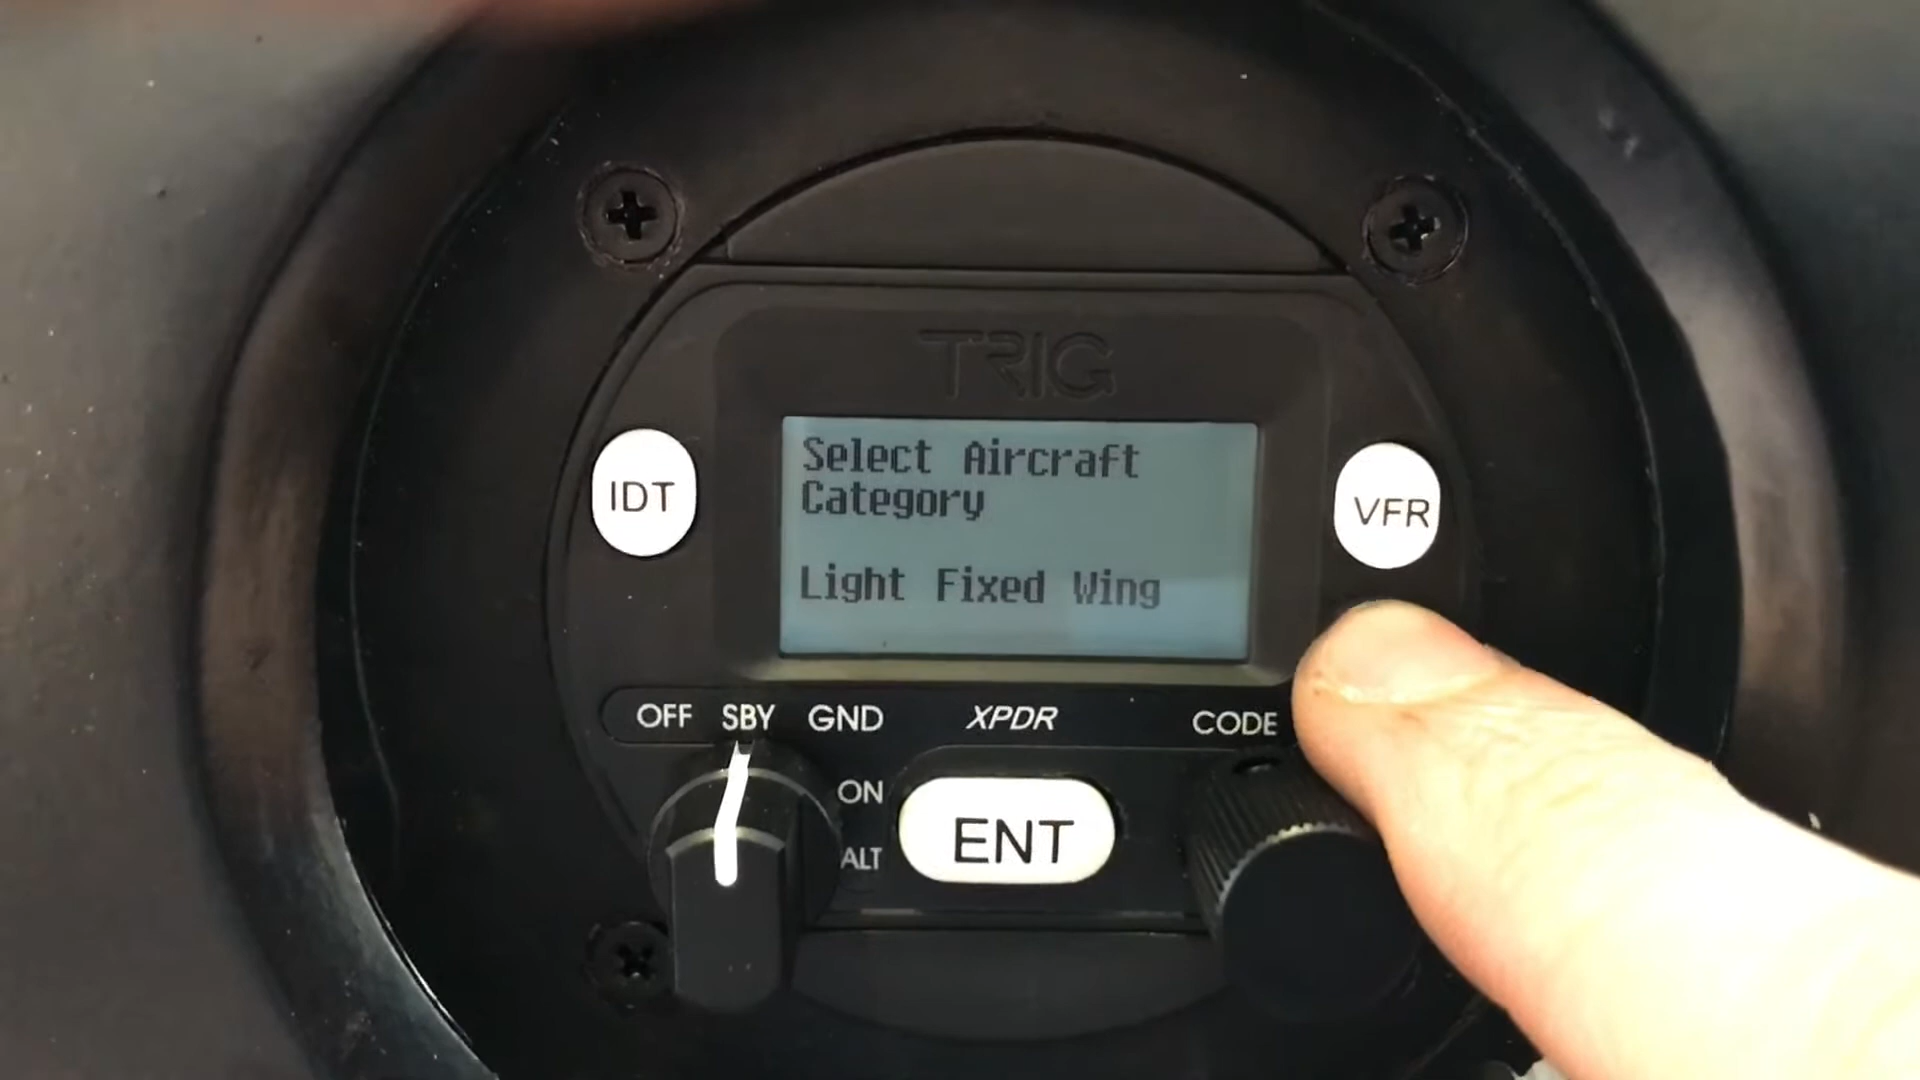 TRIG
Select Aircraft
Category
Light Fixed Wing
IDT
VFR
OFF SBY GND XPDR CODE
ON
ALT
ENT